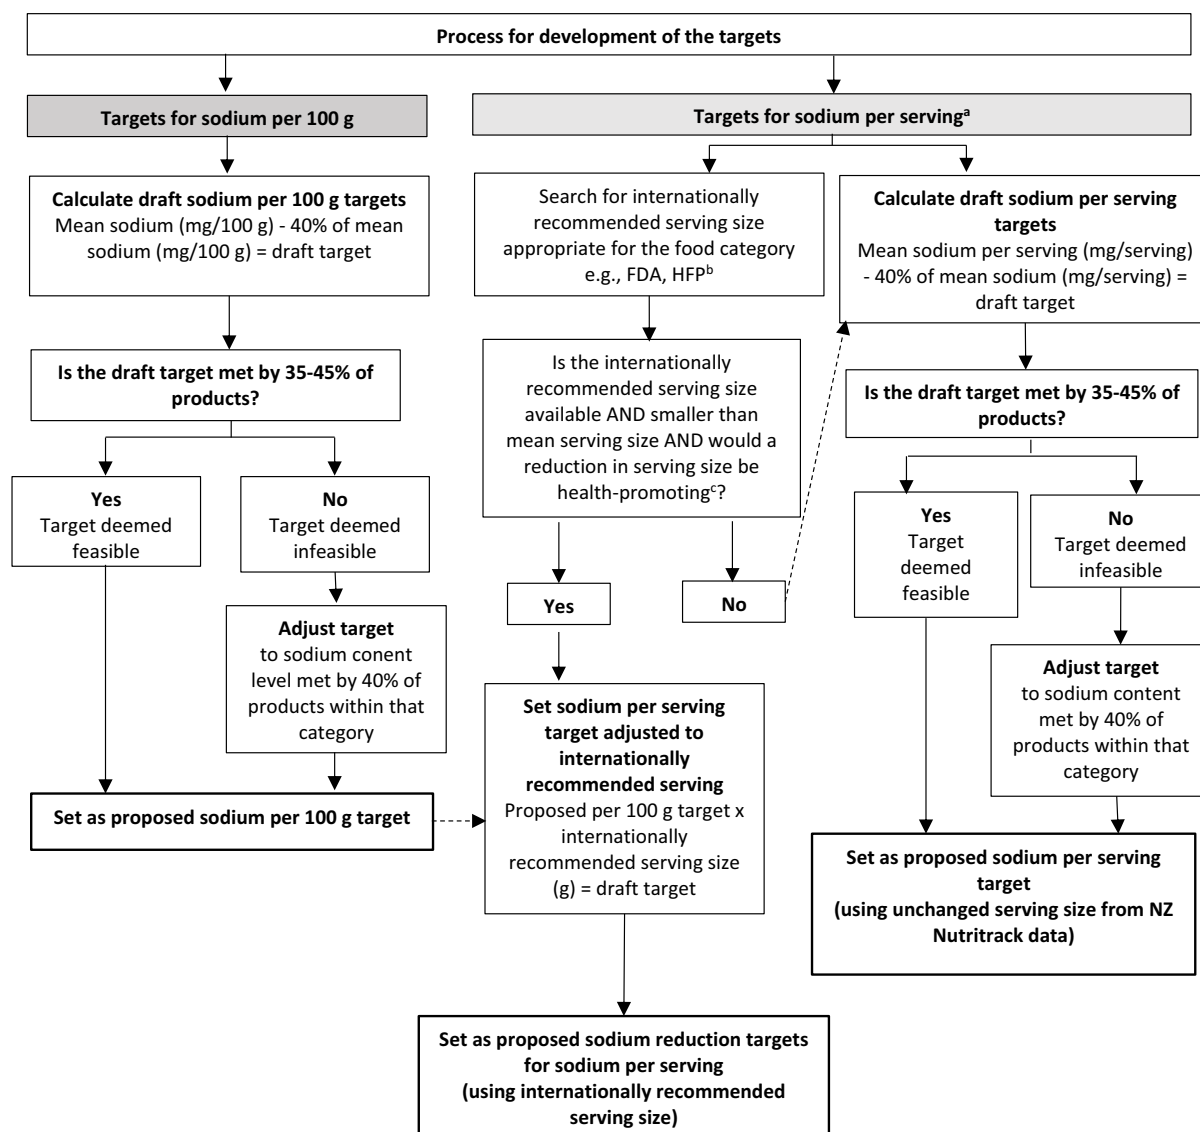 Process for development of the targets
Targets for sodium per 100 g
Calculate draft sodium per 100 g targets
Mean sodium (mg/100 g) - 40% of mean
sodium (mg/100 g) = draft target
Is the draft target met by 35-45% of
products?
Yes
Target deemed
feasible
No
Target deemed
infeasible
Adjust target
to sodium conent
level met by 40% of
products within that
category
Set as proposed sodium per 100 g target
Targets for sodium per servingᵃ
Search for internationally
recommended serving size
appropriate for the food category
e.g., FDA, HFPᵇ
Is the internationally
recommended serving size
available AND smaller than
mean serving size AND would a
reduction in serving size be
health-promotingᶜ?
Yes
No
Set sodium per serving
target adjusted to
internationally
recommended serving
Proposed per 100 g target x
internationally
recommended serving size
(g) = draft target
Set as proposed sodium reduction targets
for sodium per serving
(using internationally recommended
serving size)
Calculate draft sodium per serving
targets
Mean sodium per serving (mg/serving)
- 40% of mean sodium (mg/serving) =
draft target
Is the draft target met by 35-45% of
products?
Yes
Target
deemed
feasible
No
Target deemed
infeasible
Adjust target
to sodium content
met by 40% of
products within that
category
Set as proposed sodium per serving
target
(using unchanged serving size from NZ
Nutritrack data)